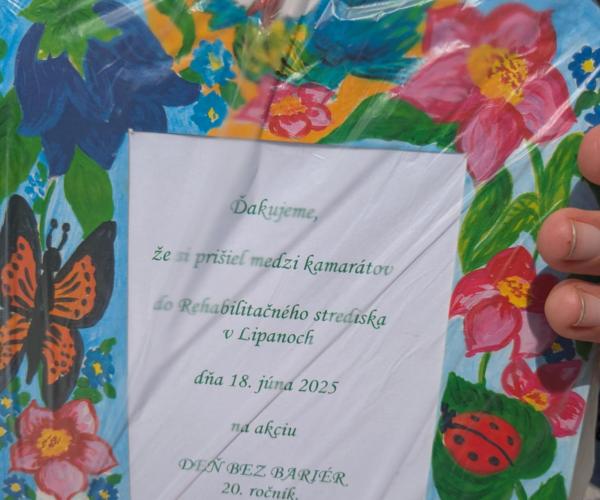 Ďakujeme,
že si prišiel medzi kamarátov
do Rehabilitačného strediska
v Lipanoch
dňa 18. júna 2025
na akciu
DEŇ BEZ BARIÉR
20. ročník.